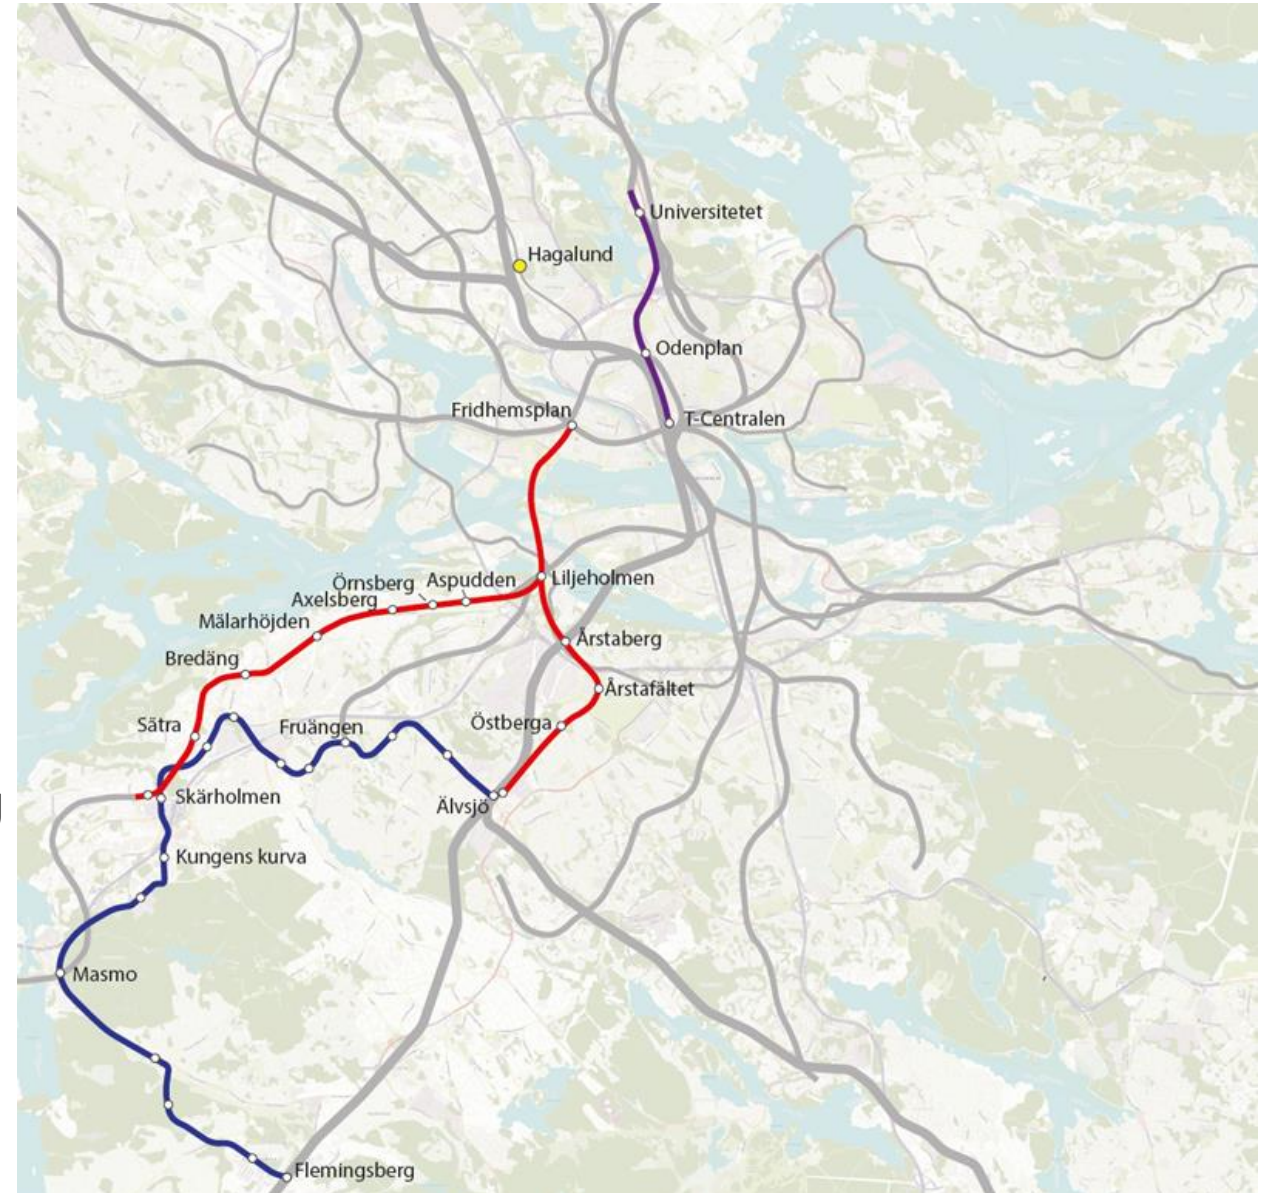 Universitetet
Hagalund
Odenplan
Fridhemsplan
T-Centralen
Örnsberg
Aspudden
Liljeholmen
Axelsberg
Mälarhöjden
Årstaberg
Bredäng
Årstafältet
Sätra
Fruängen
Östberga
Skärholmen
Älvsjö
Kungens kurva
Masmo
Flemingsberg